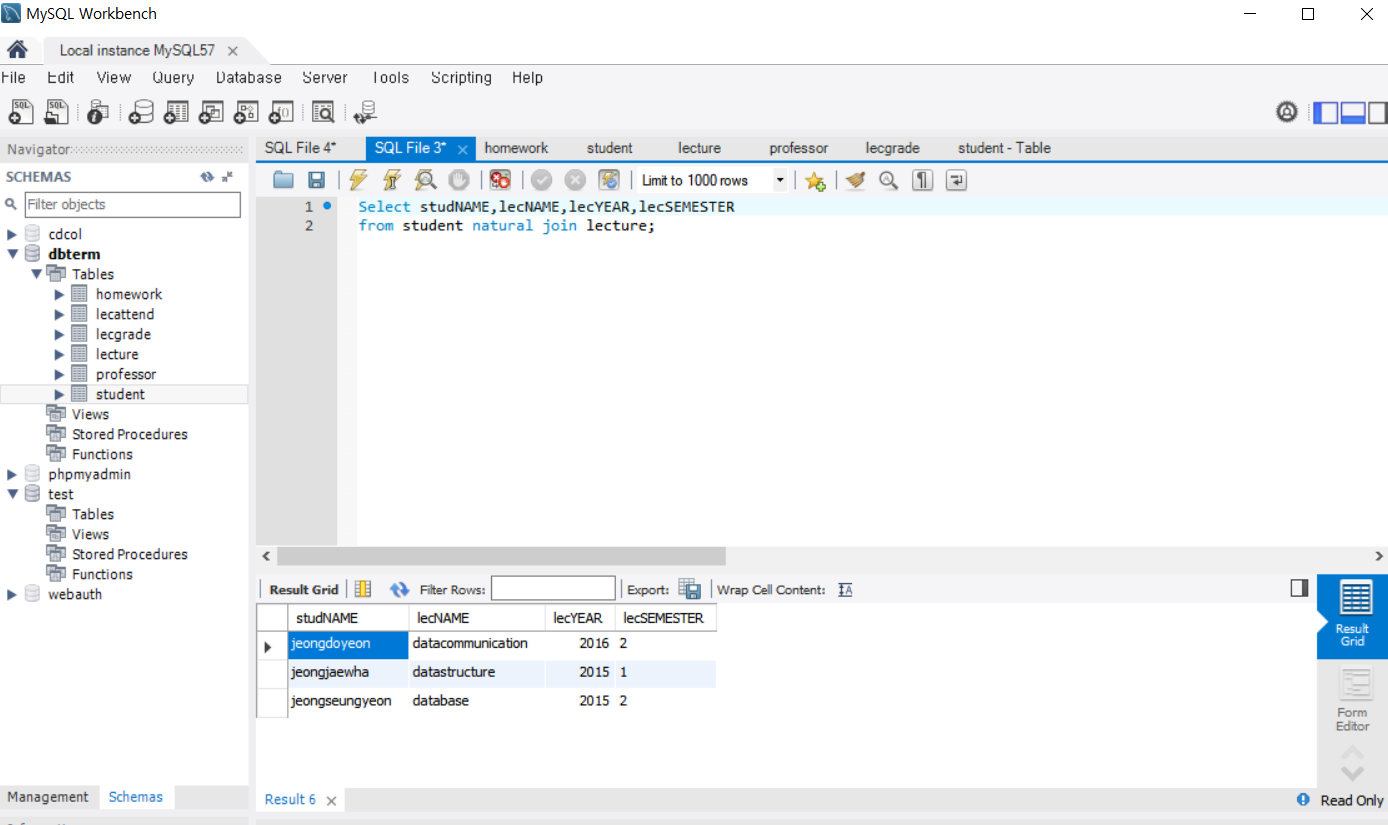 MySQL Workbench
Local instance MySQL57
File Edit View Query Database Server Tools Scripting Help
Navigator
SQL File 4* SQL File 3* homework student lecture professor lecgrade student - Table
SCHEMAS
Limit to 1000 rows
Filter objects
1 Select studNAME,lecNAME,lecYEAR,lecSEMESTER
2 from student natural join lecture;
cdcol
dbterm
Tables
homework
lecattend
lecgrade
lecture
professor
student
Views
Stored Procedures
Functions
phpmyadmin
test
Tables
Views
Stored Procedures
Functions
webauth
Result Grid Filter Rows: Export: Wrap Cell Content:
studNAME lecNAME lecYEAR lecSEMESTER
jeongdoyeon datacommunication 2016 2
jeongjaewha datastructure 2015 1
jeongseungyeon database 2015 2
Result
Grid
Form
Editor
Management Schemas
Result 6
Read Only